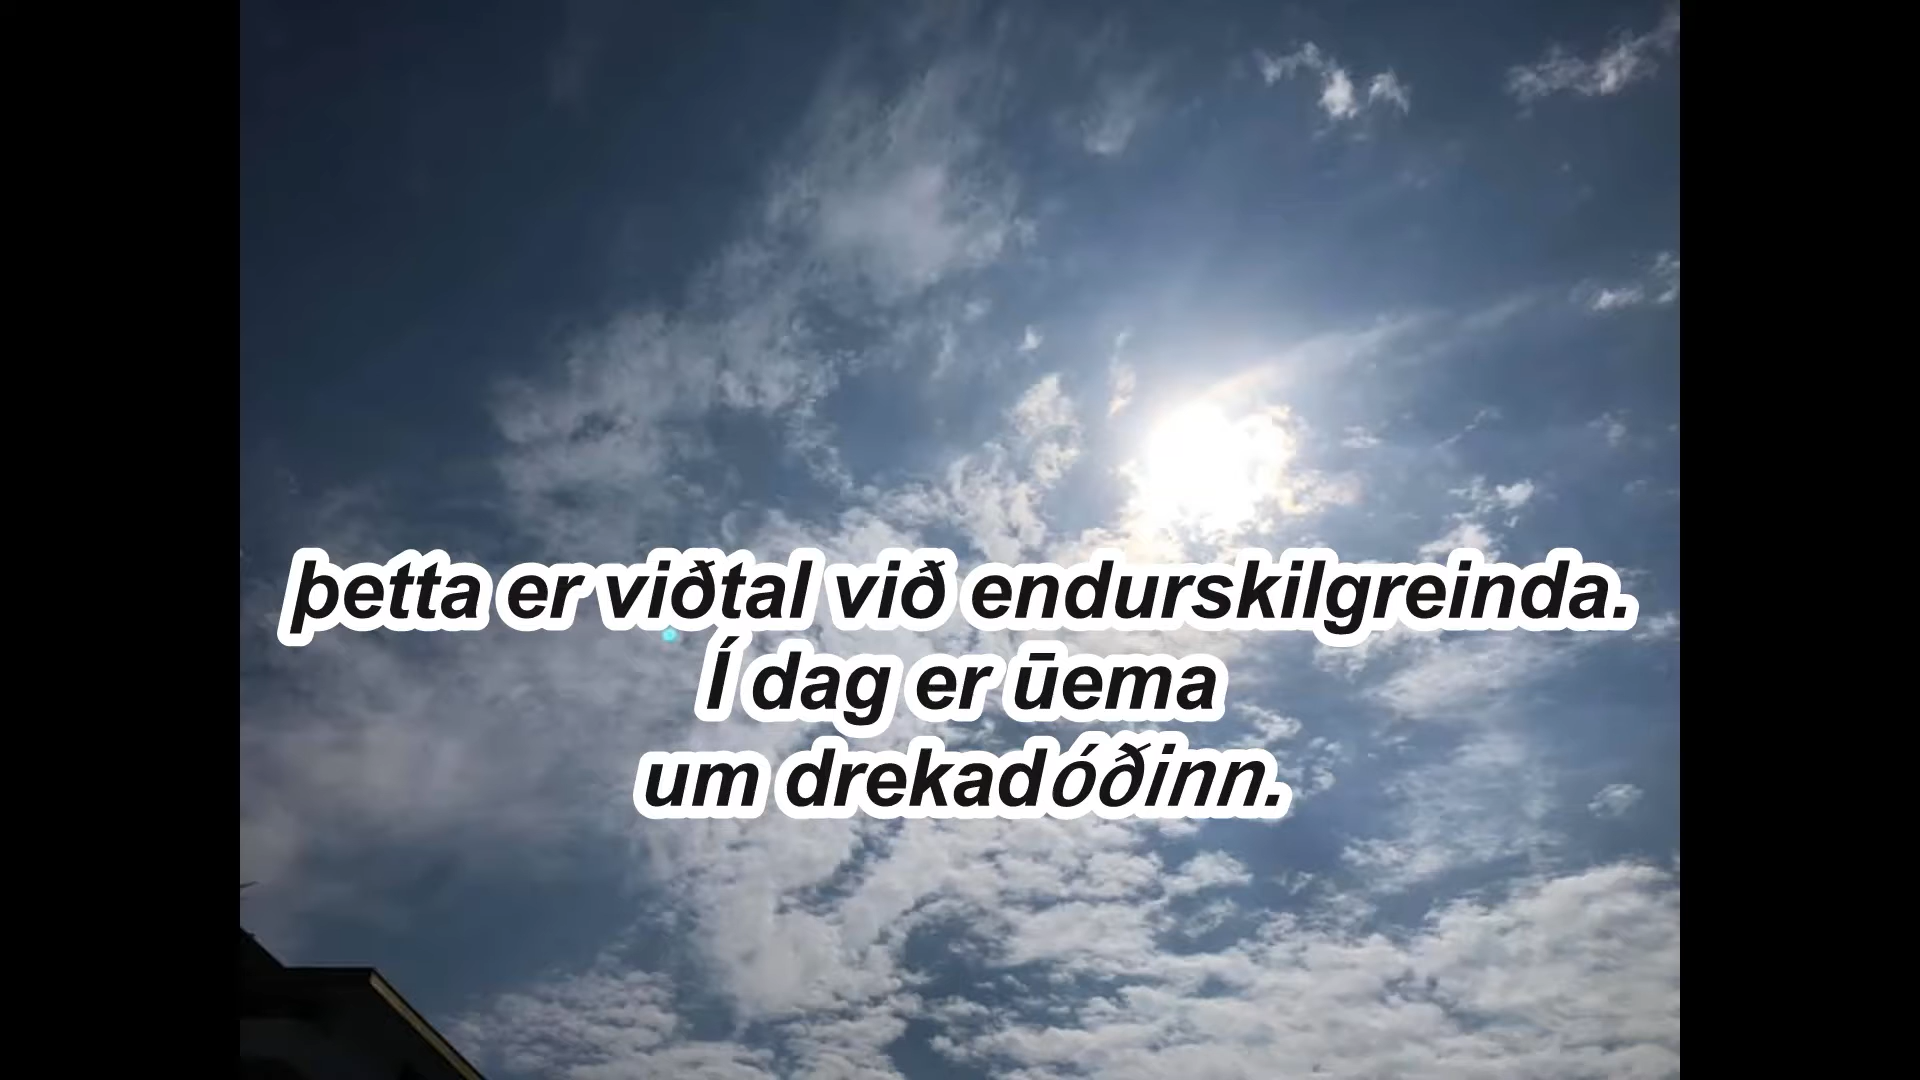 þetta er viðtal við endurskilgreinda.
Í dag er ūema
um drekadóðinn.